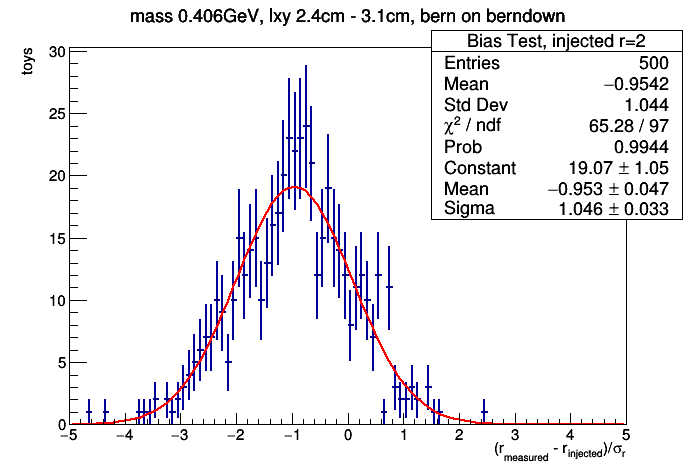 mass 0.406GeV, lxy 2.4cm - 3.1cm, bern on berndown
toys
30
25
20
15
10
5
0
Bias Test, injected r=2
Entries 500
Mean −0.9542
Std Dev 1.044
χ² / ndf 65.28 / 97
Prob 0.9944
Constant 19.07 ± 1.05
Mean −0.953 ± 0.047
Sigma 1.046 ± 0.033
−5 −4 −3 −2 −1 0 1 2 3 4 5
(r_measured - r_injected)/σ_r